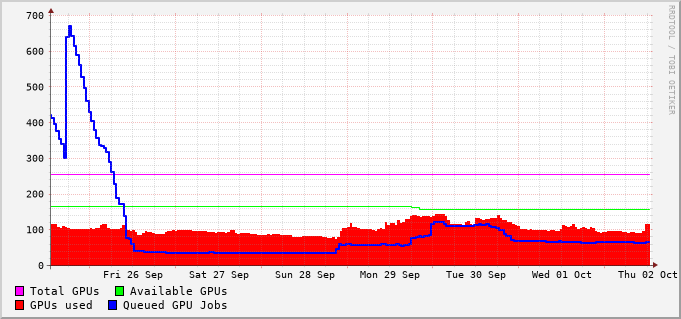 700
600
500
400
300
200
100
0
Fri 26 Sep Sat 27 Sep Sun 28 Sep Mon 29 Sep Tue 30 Sep Wed 01 Oct Thu 02 Oct
Total GPUs Available GPUs
GPUs used Queued GPU Jobs
RRDTOOL / TOBI OETIKER